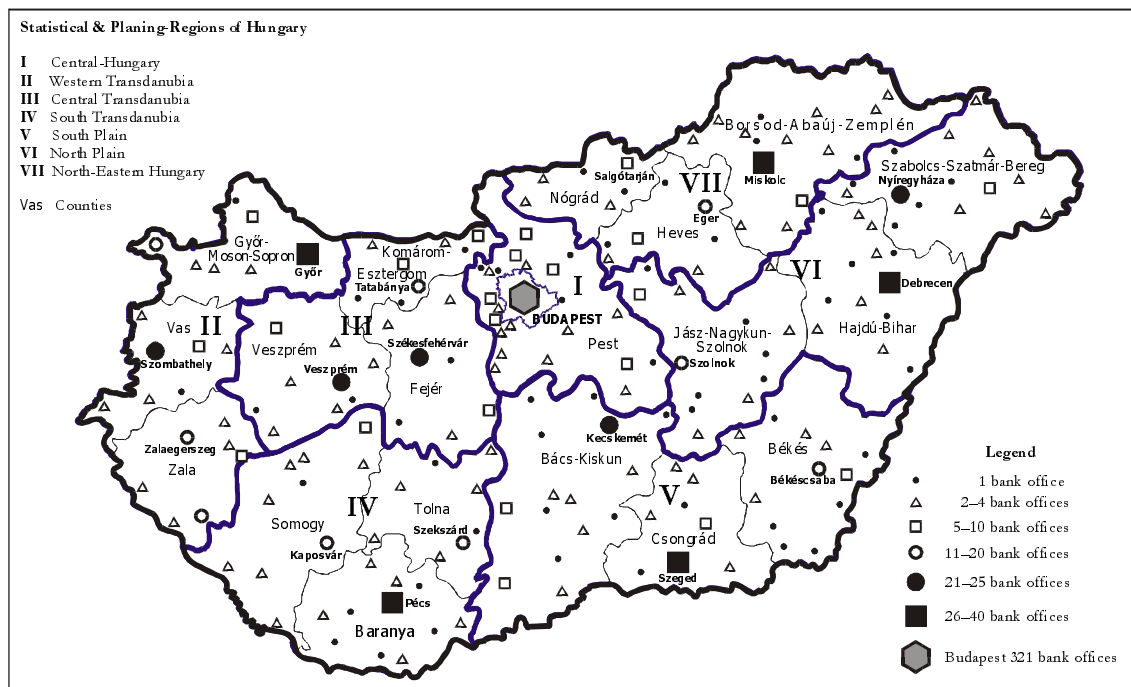 Statistical & Planing-Regions of Hungary
I Central-Hungary
II Western Transdanubia
III Central Transdanubia
IV South Transdanubia
V South Plain
VI North Plain
VII North-Eastern Hungary
Vas Counties
Borsod-Abaúj-Zemplén
Szabolcs-Szatmár-Bereg
Nyíregyháza
Miskolc
Salgótarján
VII
Nógrád
Eger
Heves
Győr-
Moson-Sopron
Győr
Komárom-
Esztergom
Tatabánya
I
VI
Debrecen
BUDAPEST
Vas
II
III
Veszprém
Székesfehérvár
Pest
Jász-Nagykun-
Szolnok
Hajdú-Bihar
Szombathely
Veszprém
Szolnok
Fejér
Kecskemét
Zalaegerszeg
Zala
Bács-Kiskun
Békés
Békéscsaba
V
IV
Somogy
Tolna
Szekszárd
Kaposvár
Csongrád
Szeged
Pécs
Baranya
Legend
1 bank office
2–4 bank offices
5–10 bank offices
11–20 bank offices
21–25 bank offices
26–40 bank offices
Budapest 321 bank offices